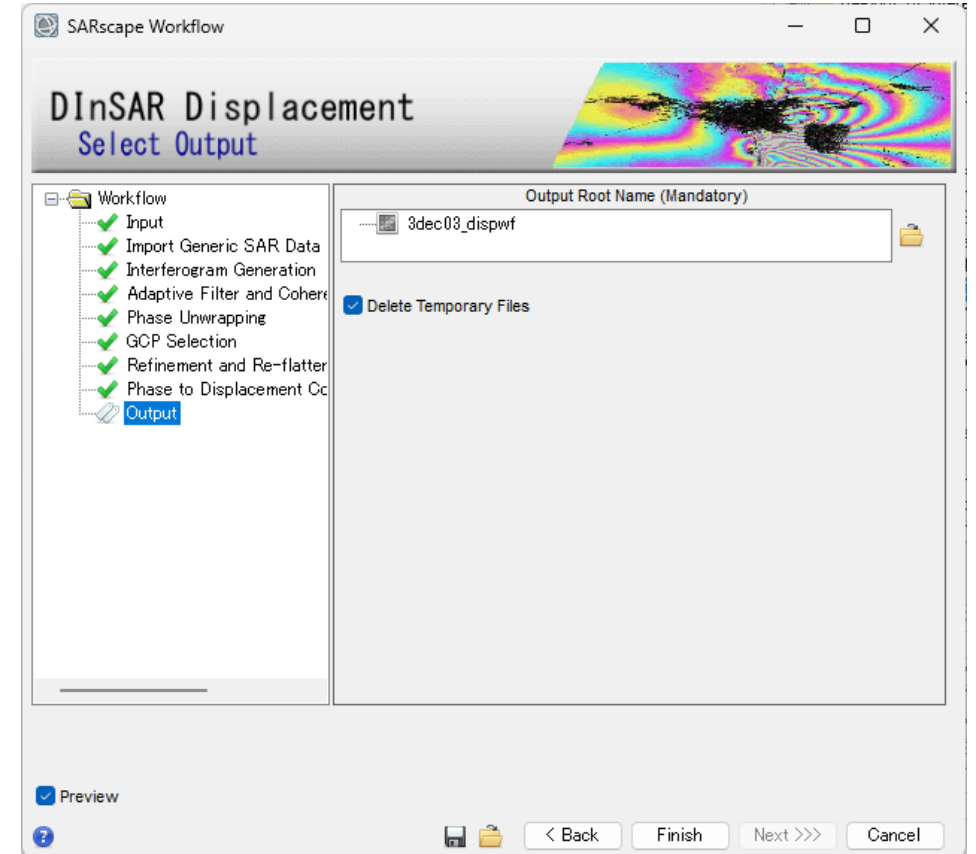 SARscape Workflow
DInSAR Displacement
Select Output
Workflow
Input
Import Generic SAR Data
Interferogram Generation
Adaptive Filter and Cohere
Phase Unwrapping
GCP Selection
Refinement and Re-flatter
Phase to Displacement Cc
Output
Output Root Name (Mandatory)
3dec03_dispwf
Delete Temporary Files
Preview
< Back
Finish
Next >>>
Cancel